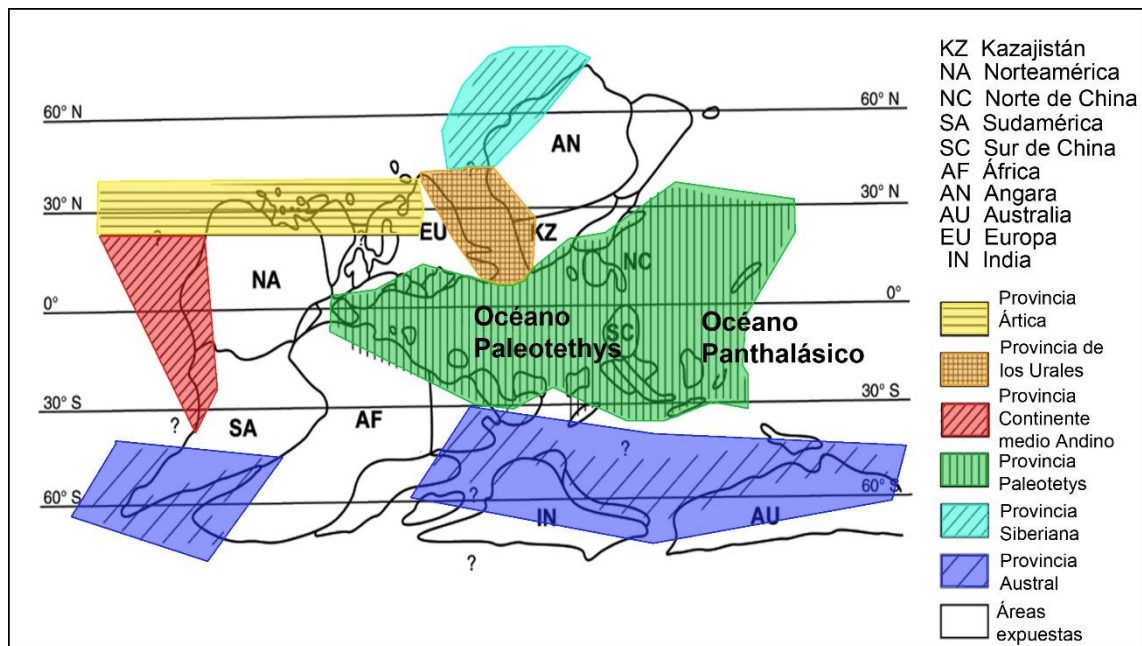 60° N
60° N
AN
30° N
30° N
EU
KZ
?
NA
NC
0°
0°
Océano
Paleotethys
SC
Océano
Panthalásico
30° S
30° S
?
SA
AF
?
60° S
60° S
?
IN
AU
?
KZ Kazajistán
NA Norteamérica
NC Norte de China
SA Sudamérica
SC Sur de China
AF África
AN Angara
AU Australia
EU Europa
IN India
Provincia
Ártica
Provincia de
los Urales
Provincia
Continente
medio Andino
Provincia
Paleotetys
Provincia
Siberiana
Provincia
Austral
Áreas
expuestas